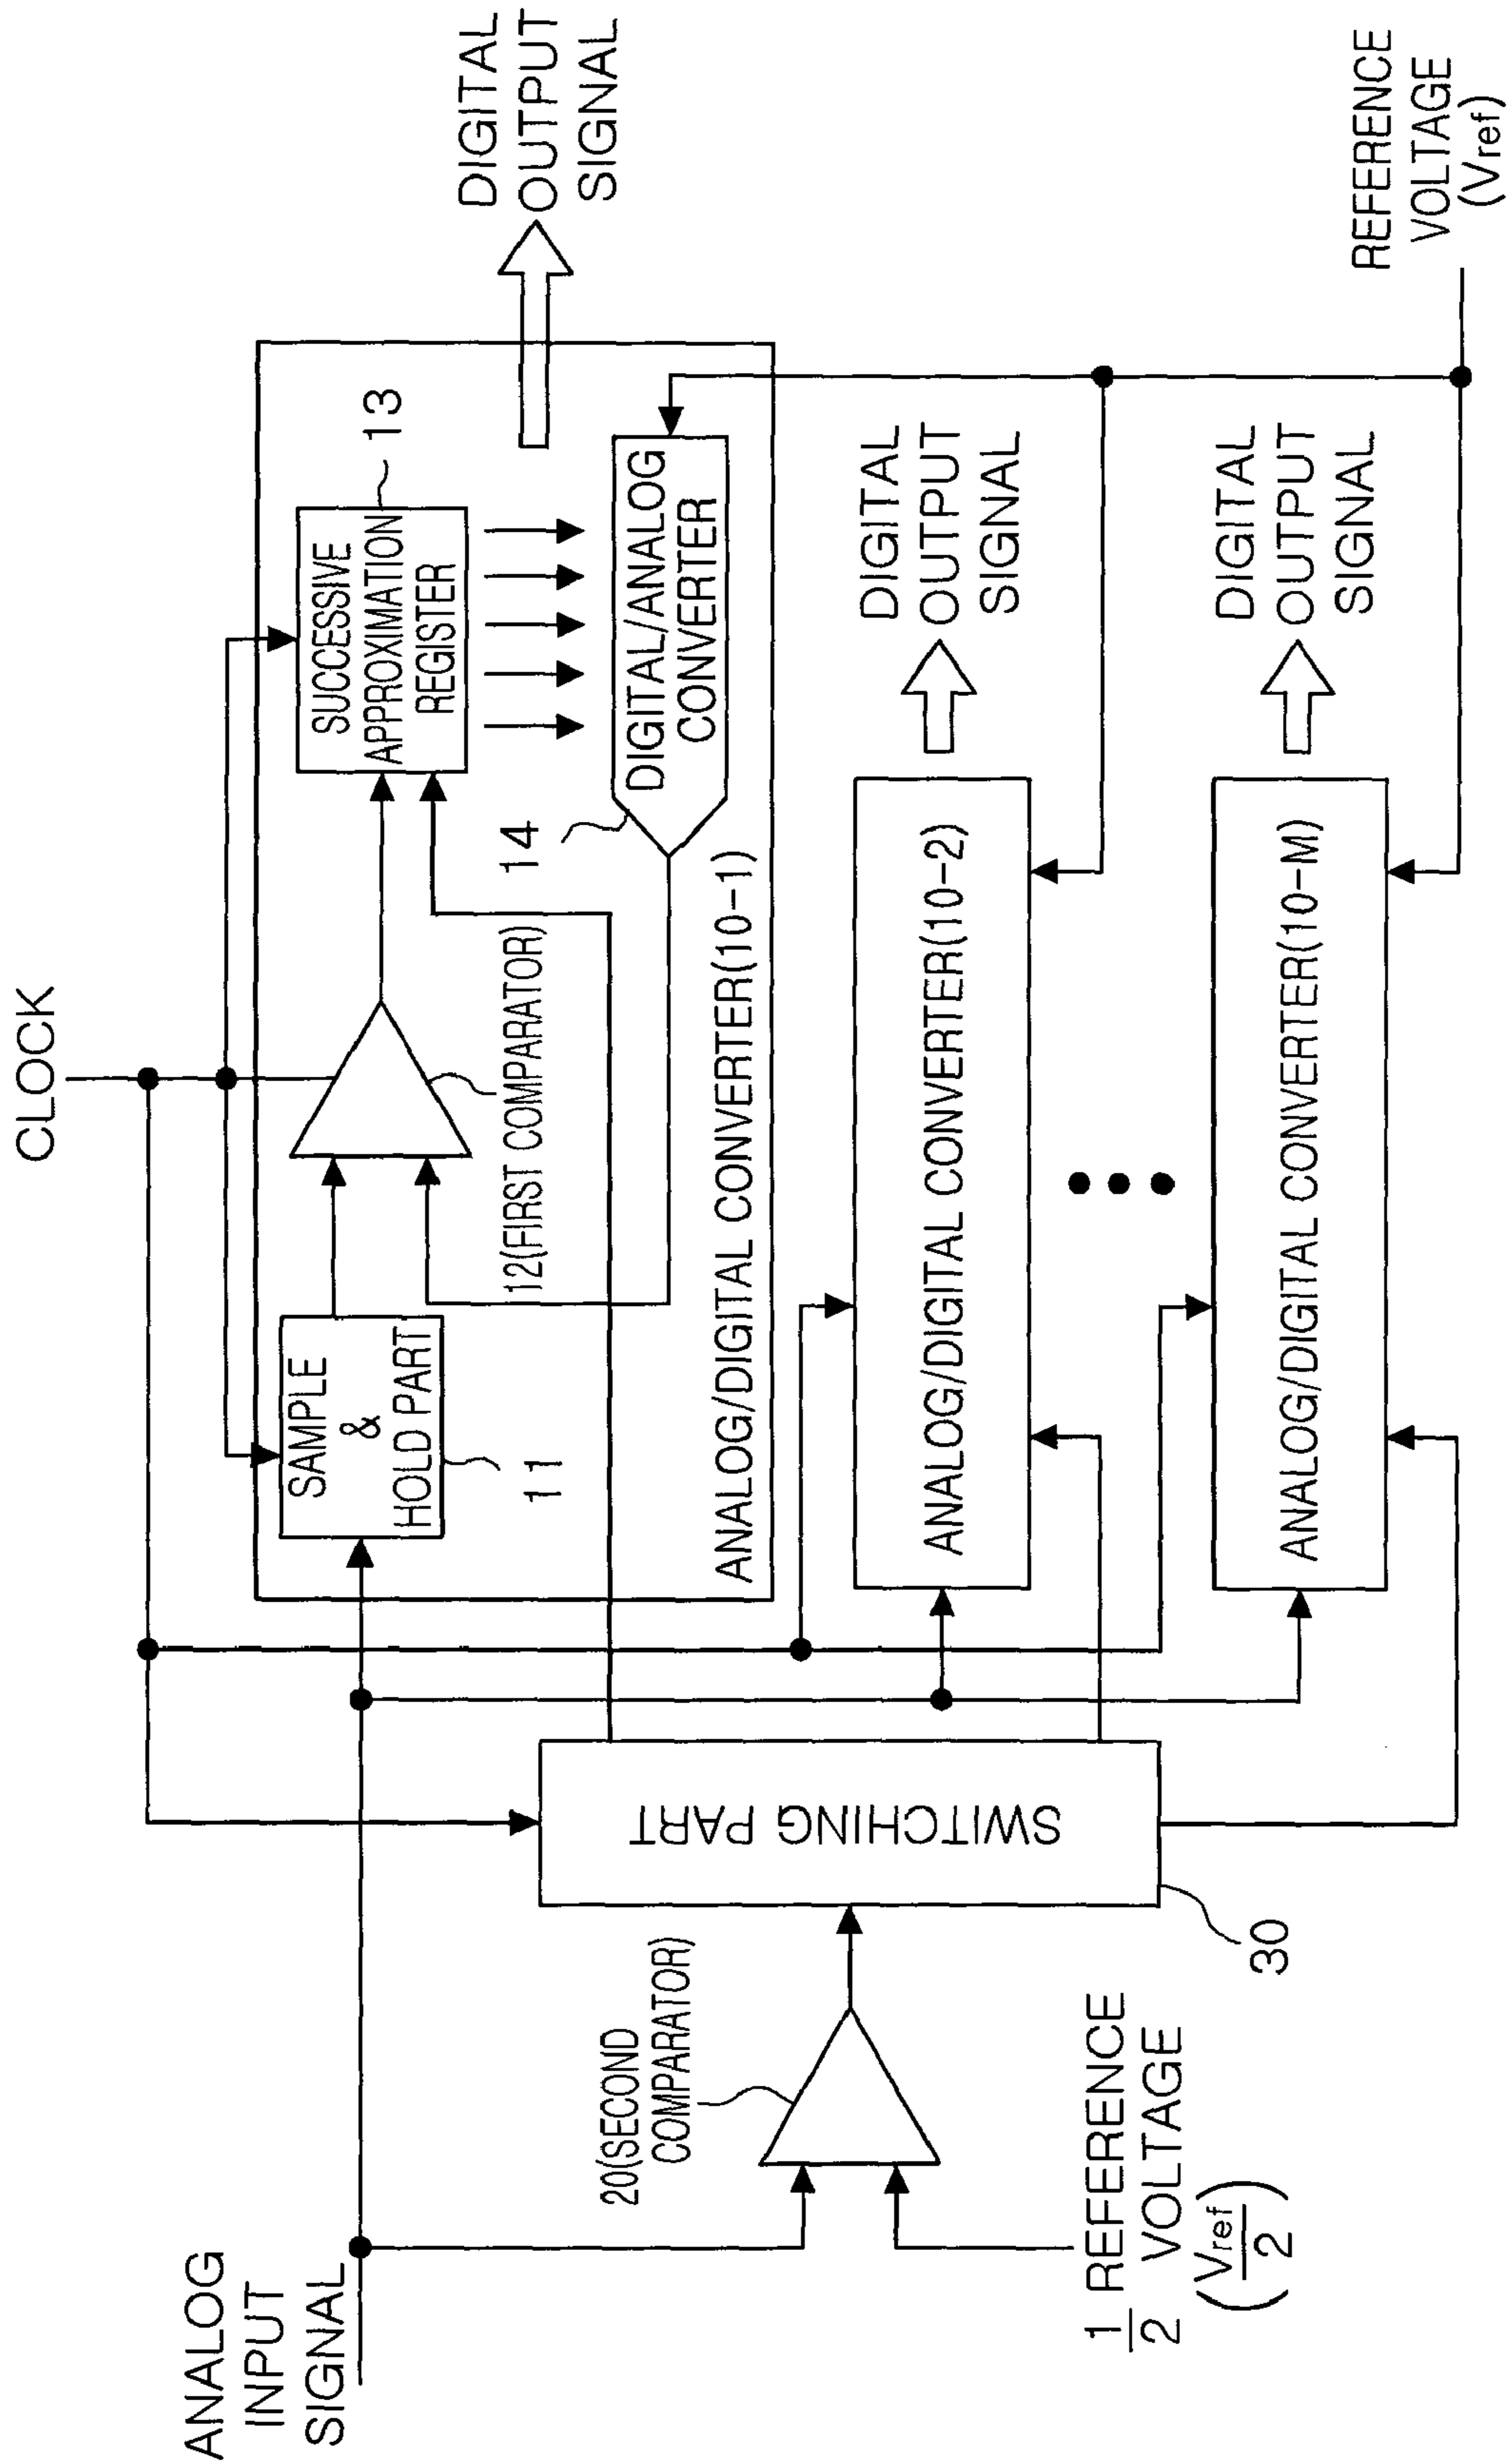 CLOCK
ANALOG
INPUT
SIGNAL
SAMPLE
&
HOLD PART
11
12(FIRST COMPARATOR)
SUCCESSIVE
APPROXIMATION
REGISTER
13
DIGITAL/ANALOG
CONVERTER
14
ANALOG/DIGITAL CONVERTER(10-1)
DIGITAL
OUTPUT
SIGNAL
20(SECOND
COMPARATOR)
1/2 REFERENCE
VOLTAGE
(Vref/2)
SWITCHING PART
30
ANALOG/DIGITAL CONVERTER(10-2)
DIGITAL
OUTPUT
SIGNAL
ANALOG/DIGITAL CONVERTER(10-M)
DIGITAL
OUTPUT
SIGNAL
REFERENCE
VOLTAGE
(Vref)